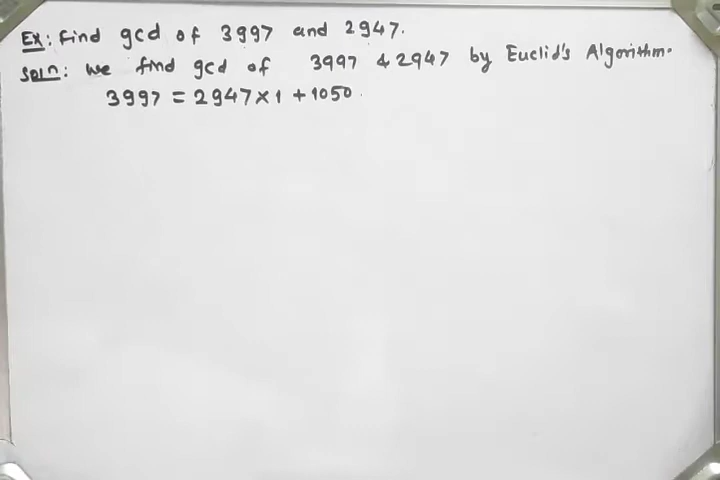 Ex: Find gcd of 3997 and 2947.
Soln: We find gcd of 3997 & 2947 by Euclid's Algorithm.
3997 = 2947 × 1 + 1050.